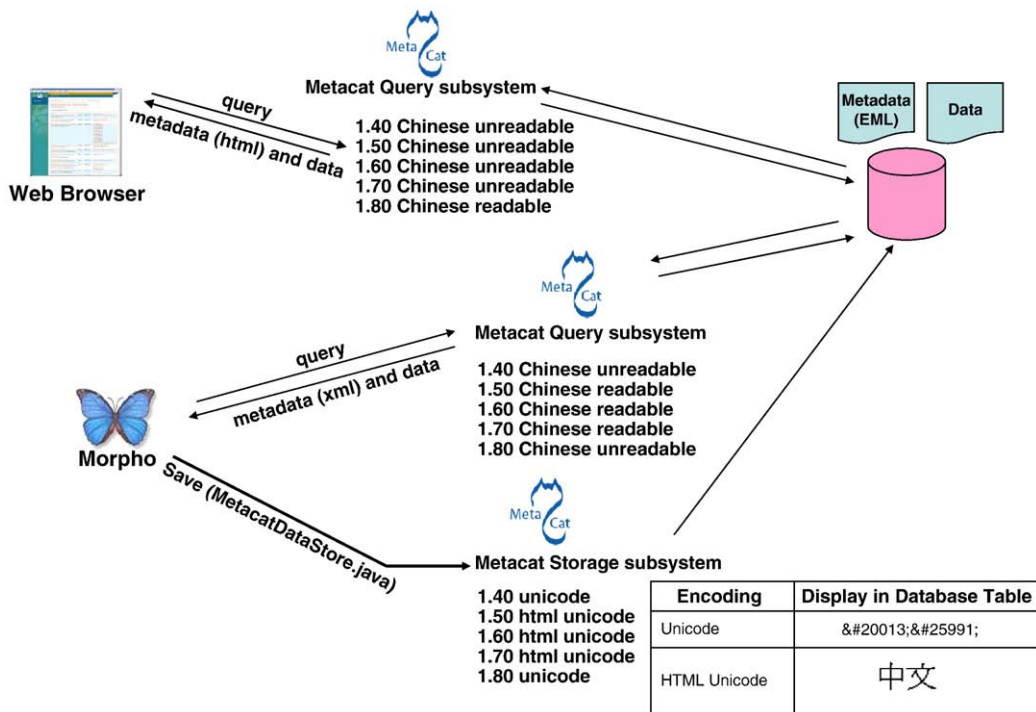 Meta Cat
Metacat Query subsystem
query
metadata (html) and data
Web Browser
1.40 Chinese unreadable
1.50 Chinese unreadable
1.60 Chinese unreadable
1.70 Chinese unreadable
1.80 Chinese readable
Metadata
(EML)
Data
Meta Cat
Metacat Query subsystem
query
metadata (xml) and data
Morpho
1.40 Chinese unreadable
1.50 Chinese readable
1.60 Chinese readable
1.70 Chinese readable
1.80 Chinese unreadable
Save (MetacatDataStore.java)
Meta Cat
Metacat Storage subsystem
1.40 unicode
1.50 html unicode
1.60 html unicode
1.70 html unicode
1.80 unicode
Encoding Display in Database Table
Unicode &#20013;&#25991;
HTML Unicode 中文